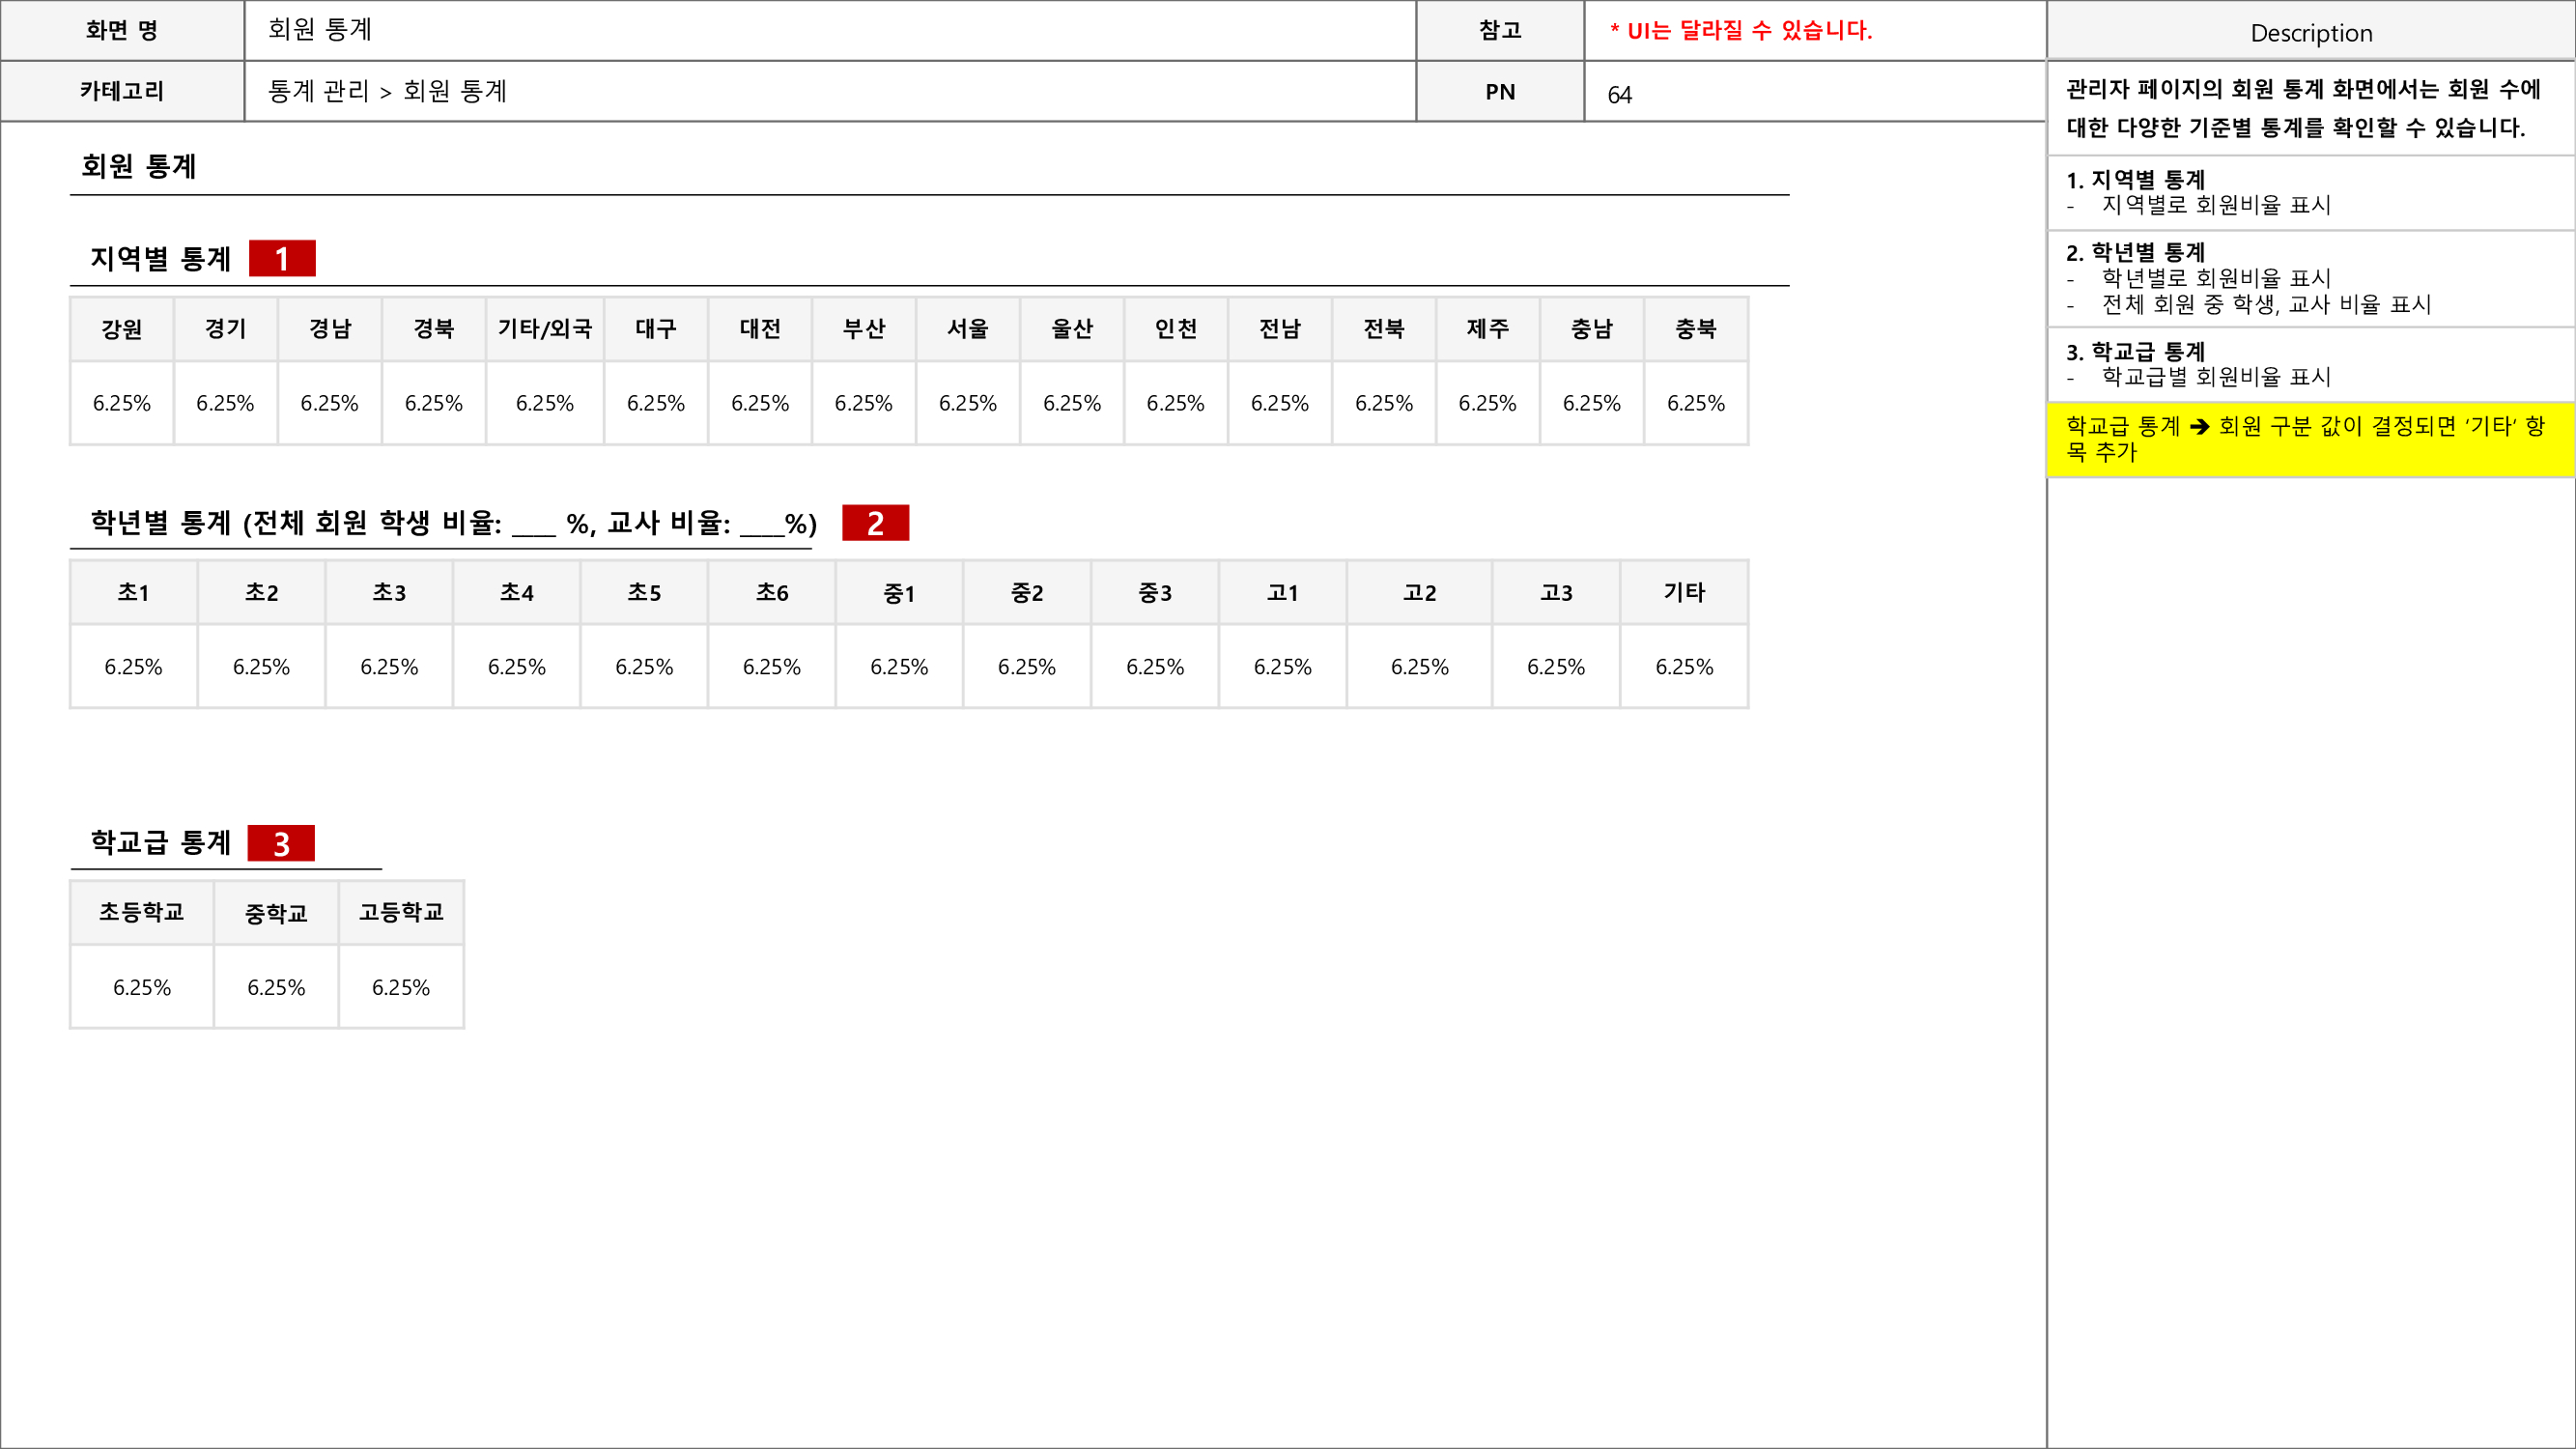 화면 명 회원 통계 참고 * UI는 달라질 수 있습니다.
카테고리 통계 관리 > 회원 통계 PN 64
회원 통계
지역별 통계 1
강원 경기 경남 경북 기타/외국 대구 대전 부산 서울 울산 인천 전남 전북 제주 충남 충북
6.25% 6.25% 6.25% 6.25% 6.25% 6.25% 6.25% 6.25% 6.25% 6.25% 6.25% 6.25% 6.25% 6.25% 6.25% 6.25%
학년별 통계 (전체 회원 학생 비율: ____ %, 교사 비율: ____%) 2
초1 초2 초3 초4 초5 초6 중1 중2 중3 고1 고2 고3 기타
6.25% 6.25% 6.25% 6.25% 6.25% 6.25% 6.25% 6.25% 6.25% 6.25% 6.25% 6.25% 6.25%
학교급 통계 3
초등학교 중학교 고등학교
6.25% 6.25% 6.25%
Description
관리자 페이지의 회원 통계 화면에서는 회원 수에
대한 다양한 기준별 통계를 확인할 수 있습니다.
1. 지역별 통계
- 지역별로 회원비율 표시
2. 학년별 통계
- 학년별로 회원비율 표시
- 전체 회원 중 학생, 교사 비율 표시
3. 학교급 통계
- 학교급별 회원비율 표시
학교급 통계 🡺 회원 구분 값이 결정되면 ‘기타’ 항
목 추가